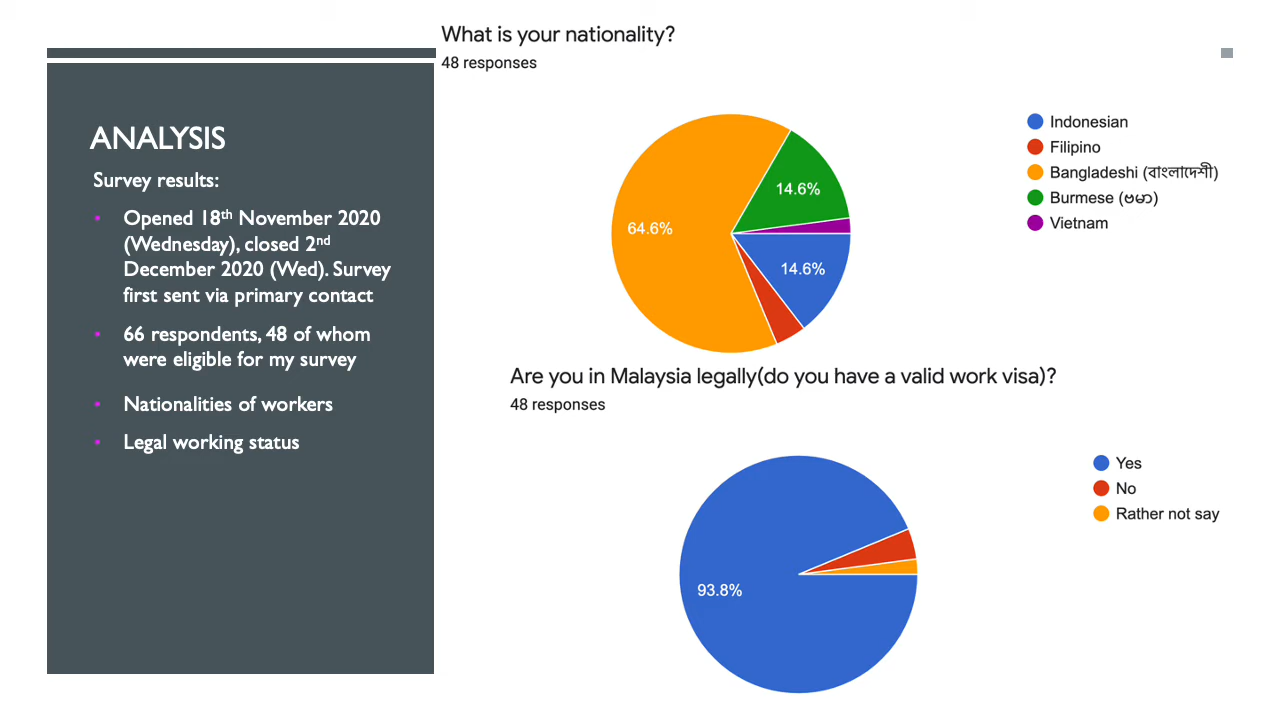 ANALYSIS
Survey results:
• Opened 18th November 2020
(Wednesday), closed 2nd
December 2020 (Wed). Survey
first sent via primary contact
• 66 respondents, 48 of whom
were eligible for my survey
• Nationalities of workers
• Legal working status
What is your nationality?
48 responses
64.6%
14.6%
14.6%
Indonesian
Filipino
Bangladeshi (বাংলাদেশী)
Burmese (ဗမာ)
Vietnam
Are you in Malaysia legally(do you have a valid work visa)?
48 responses
93.8%
Yes
No
Rather not say